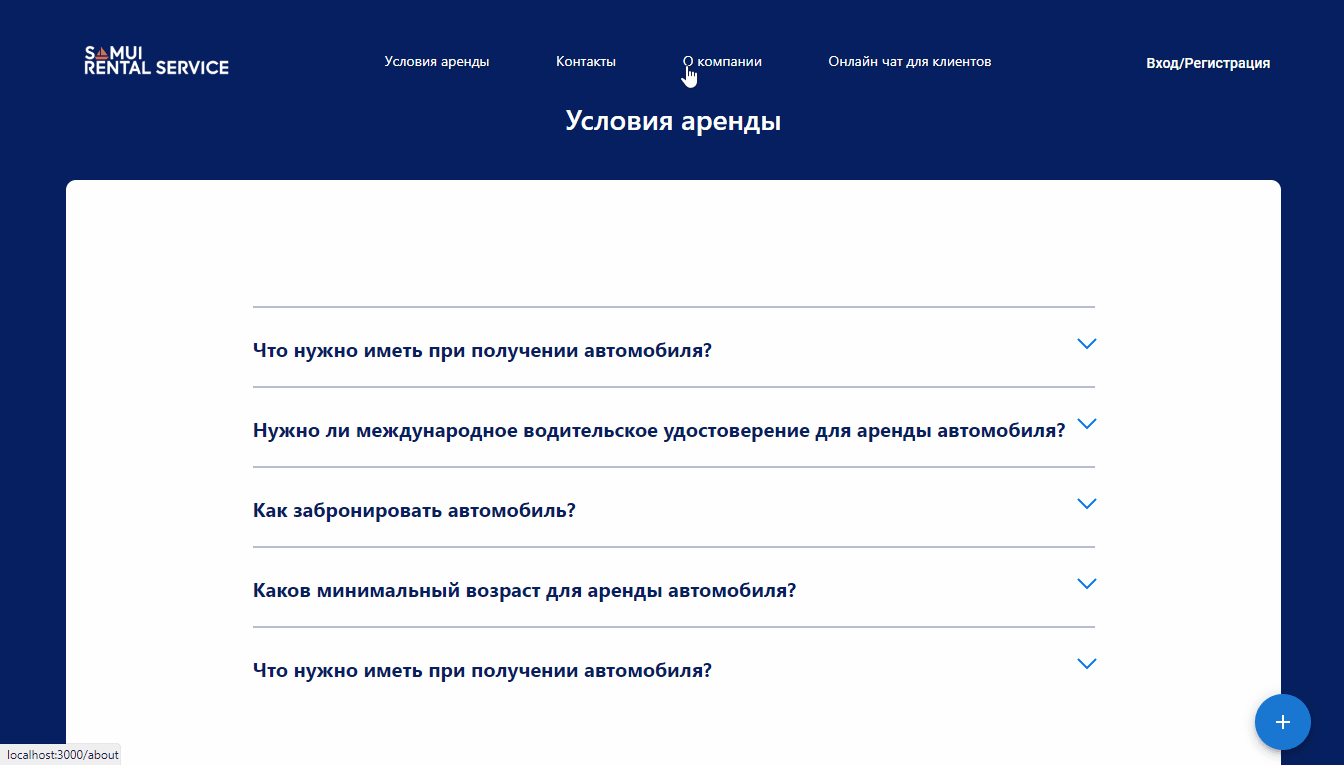 SAMUI
RENTAL SERVICE
Условия аренды
Контакты
О компании
Онлайн чат для клиентов
Вход/Регистрация
Условия аренды
Что нужно иметь при получении автомобиля?
Нужно ли международное водительское удостоверение для аренды автомобиля?
Как забронировать автомобиль?
Каков минимальный возраст для аренды автомобиля?
Что нужно иметь при получении автомобиля?
+
localhost:3000/about